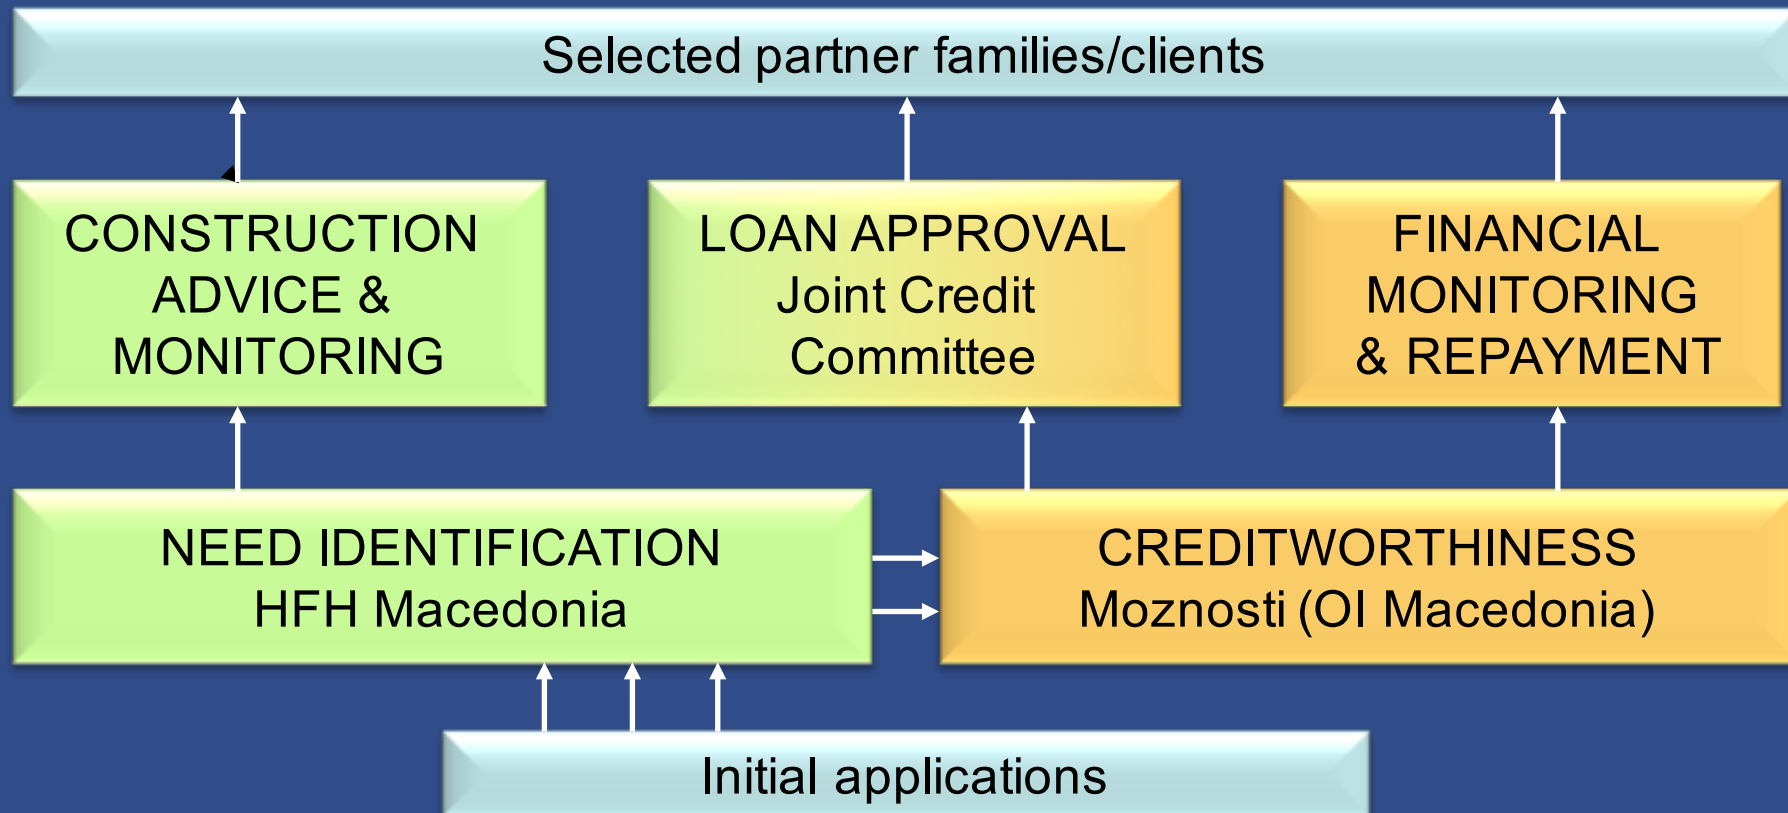 Selected partner families/clients
CONSTRUCTION
ADVICE &
MONITORING
LOAN APPROVAL
Joint Credit
Committee
FINANCIAL
MONITORING
& REPAYMENT
NEED IDENTIFICATION
HFH Macedonia
CREDITWORTHINESS
Moznosti (OI Macedonia)
Initial applications